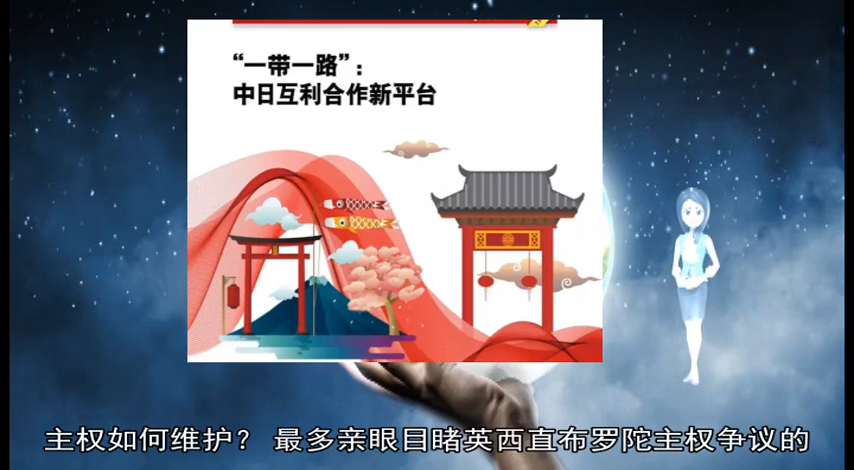 “一带一路”：
中日互利合作新平台
主权如何维护？ 最多亲眼目睹英西直布罗陀主权争议的